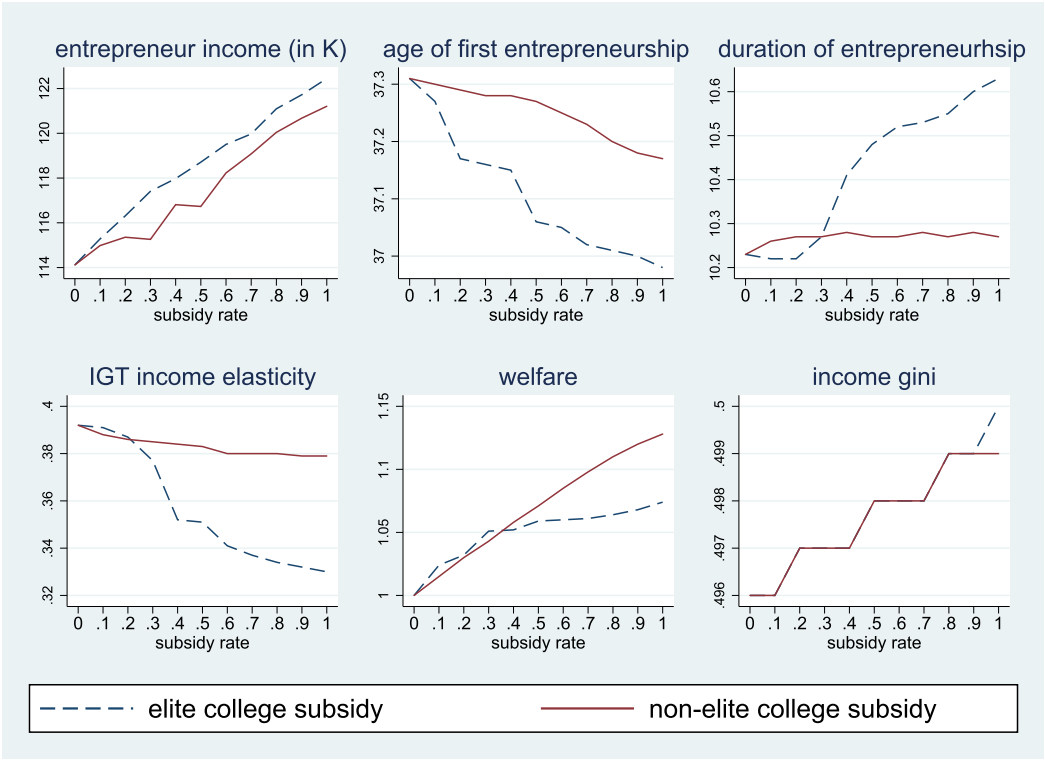 entrepreneur income (in K)
age of first entrepreneurship
duration of entrepreneurhsip
122
120
118
116
114
0 .1 .2 .3 .4 .5 .6 .7 .8 .9 1
subsidy rate
37.3
37.2
37.1
37
0 .1 .2 .3 .4 .5 .6 .7 .8 .9 1
subsidy rate
10.6
10.5
10.4
10.3
10.2
0 .1 .2 .3 .4 .5 .6 .7 .8 .9 1
subsidy rate
IGT income elasticity
welfare
income gini
.4
.38
.36
.34
.32
0 .1 .2 .3 .4 .5 .6 .7 .8 .9 1
subsidy rate
1.15
1.1
1.05
1
0 .1 .2 .3 .4 .5 .6 .7 .8 .9 1
subsidy rate
.5
.499
.498
.497
.496
0 .1 .2 .3 .4 .5 .6 .7 .8 .9 1
subsidy rate
elite college subsidy
non-elite college subsidy